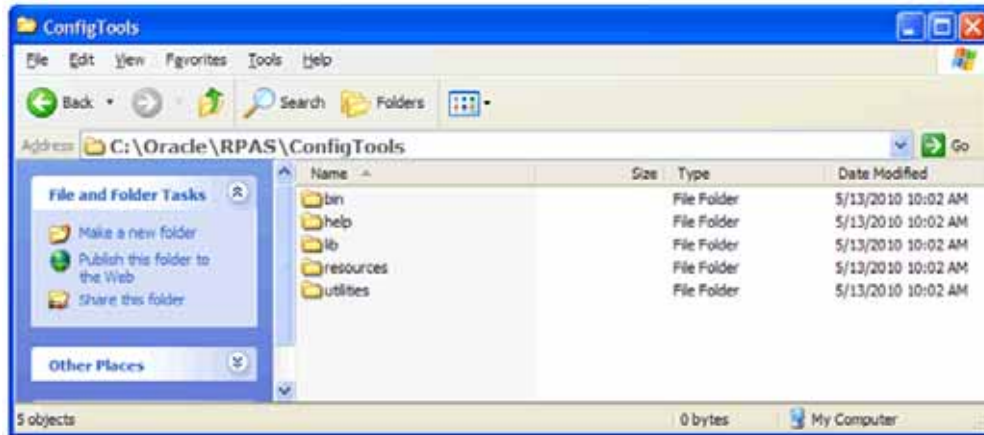 ConfigTools
File Edit View Favorites Tools Help
Back Search Folders
Address C:\Oracle\RPAS\ConfigTools Go
File and Folder Tasks
Make a new folder
Publish this folder to
the Web
Share this folder
Other Places
Name Size Type Date Modified
bin File Folder 5/13/2010 10:02 AM
help File Folder 5/13/2010 10:02 AM
lib File Folder 5/13/2010 10:02 AM
resources File Folder 5/13/2010 10:02 AM
utilities File Folder 5/13/2010 10:02 AM
5 objects 0 bytes My Computer